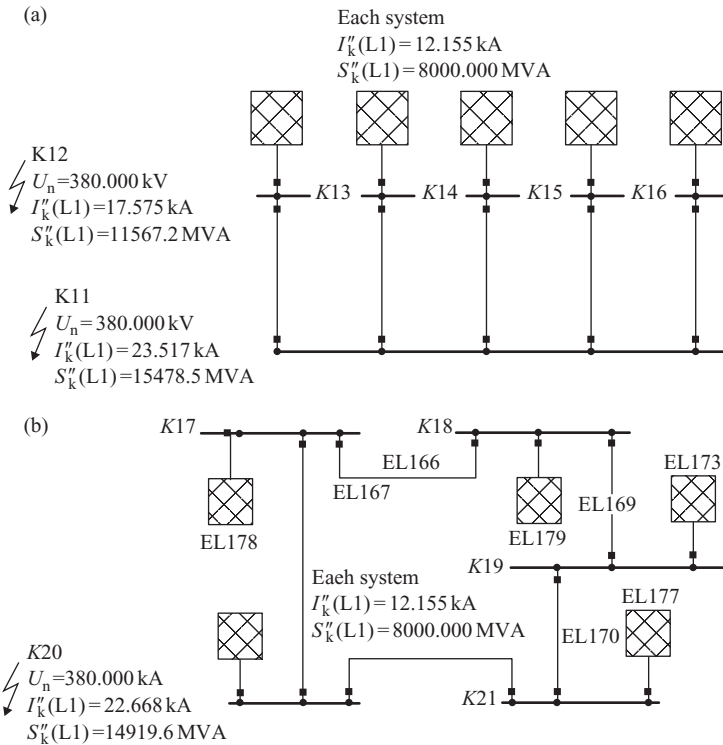 (a)
Each system
I″k(L1)=12.155 kA
S″k(L1)=8000.000 MVA
K12
Un=380.000 kV
I″k(L1)=17.575 kA
S″k(L1)=11567.2 MVA
K13 K14 K15 K16
K11
Un=380.000 kV
I″k(L1)=23.517 kA
S″k(L1)=15478.5 MVA
(b)
K17 K18
EL166
EL167
EL173
EL178
EL179
EL169
K19
Eaeh system
I″k(L1)=12.155 kA
S″k(L1)=8000.000 MVA
EL177
EL170
K20
Un=380.000 kA
I″k(L1)=22.668 kA
S″k(L1)=14919.6 MVA
K21